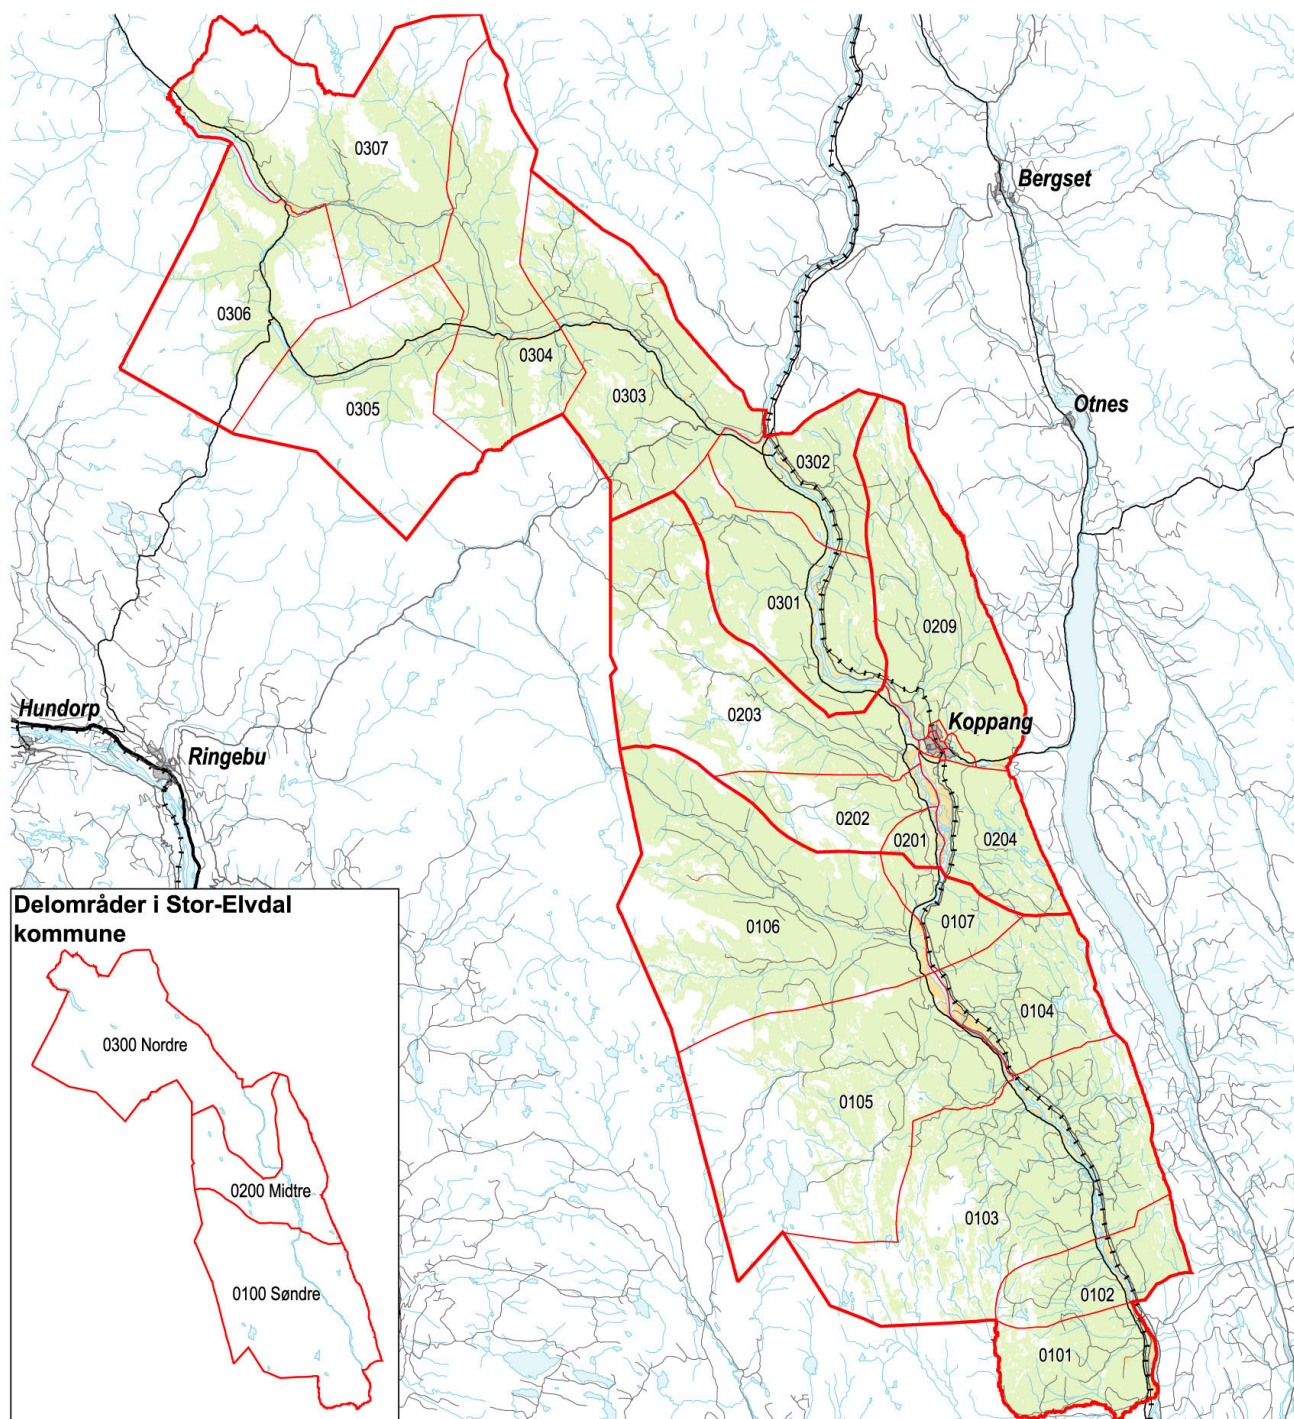 0307
Bergset
0306
0304
0305
0303
Otnes
0302
0301
0209
Hundorp
Ringebu
0203
Koppang
0202
0201
0204
Delområder i Stor-Elvdal
kommune
0106
0107
0104
0300 Nordre
0105
0200 Midtre
0103
0100 Søndre
0102
0101